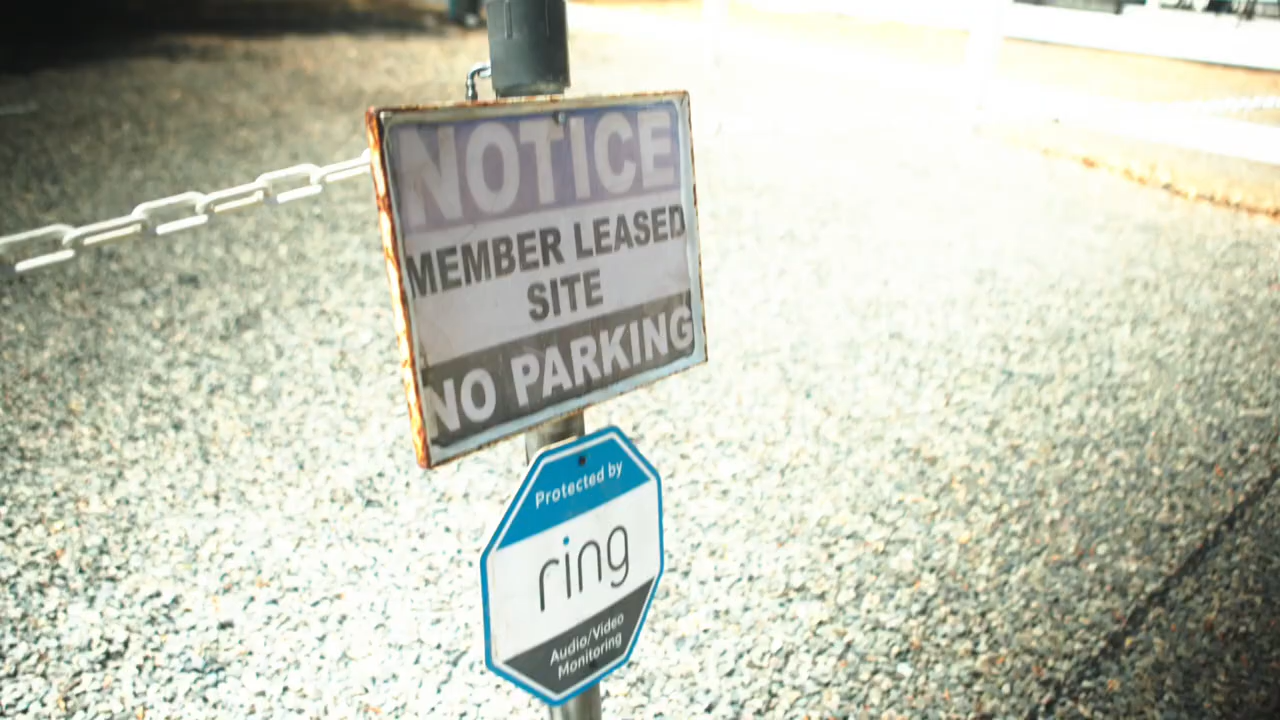 NOTICE
MEMBER LEASED
SITE
NO PARKING
Protected by
ring
Audio/Video
Monitoring